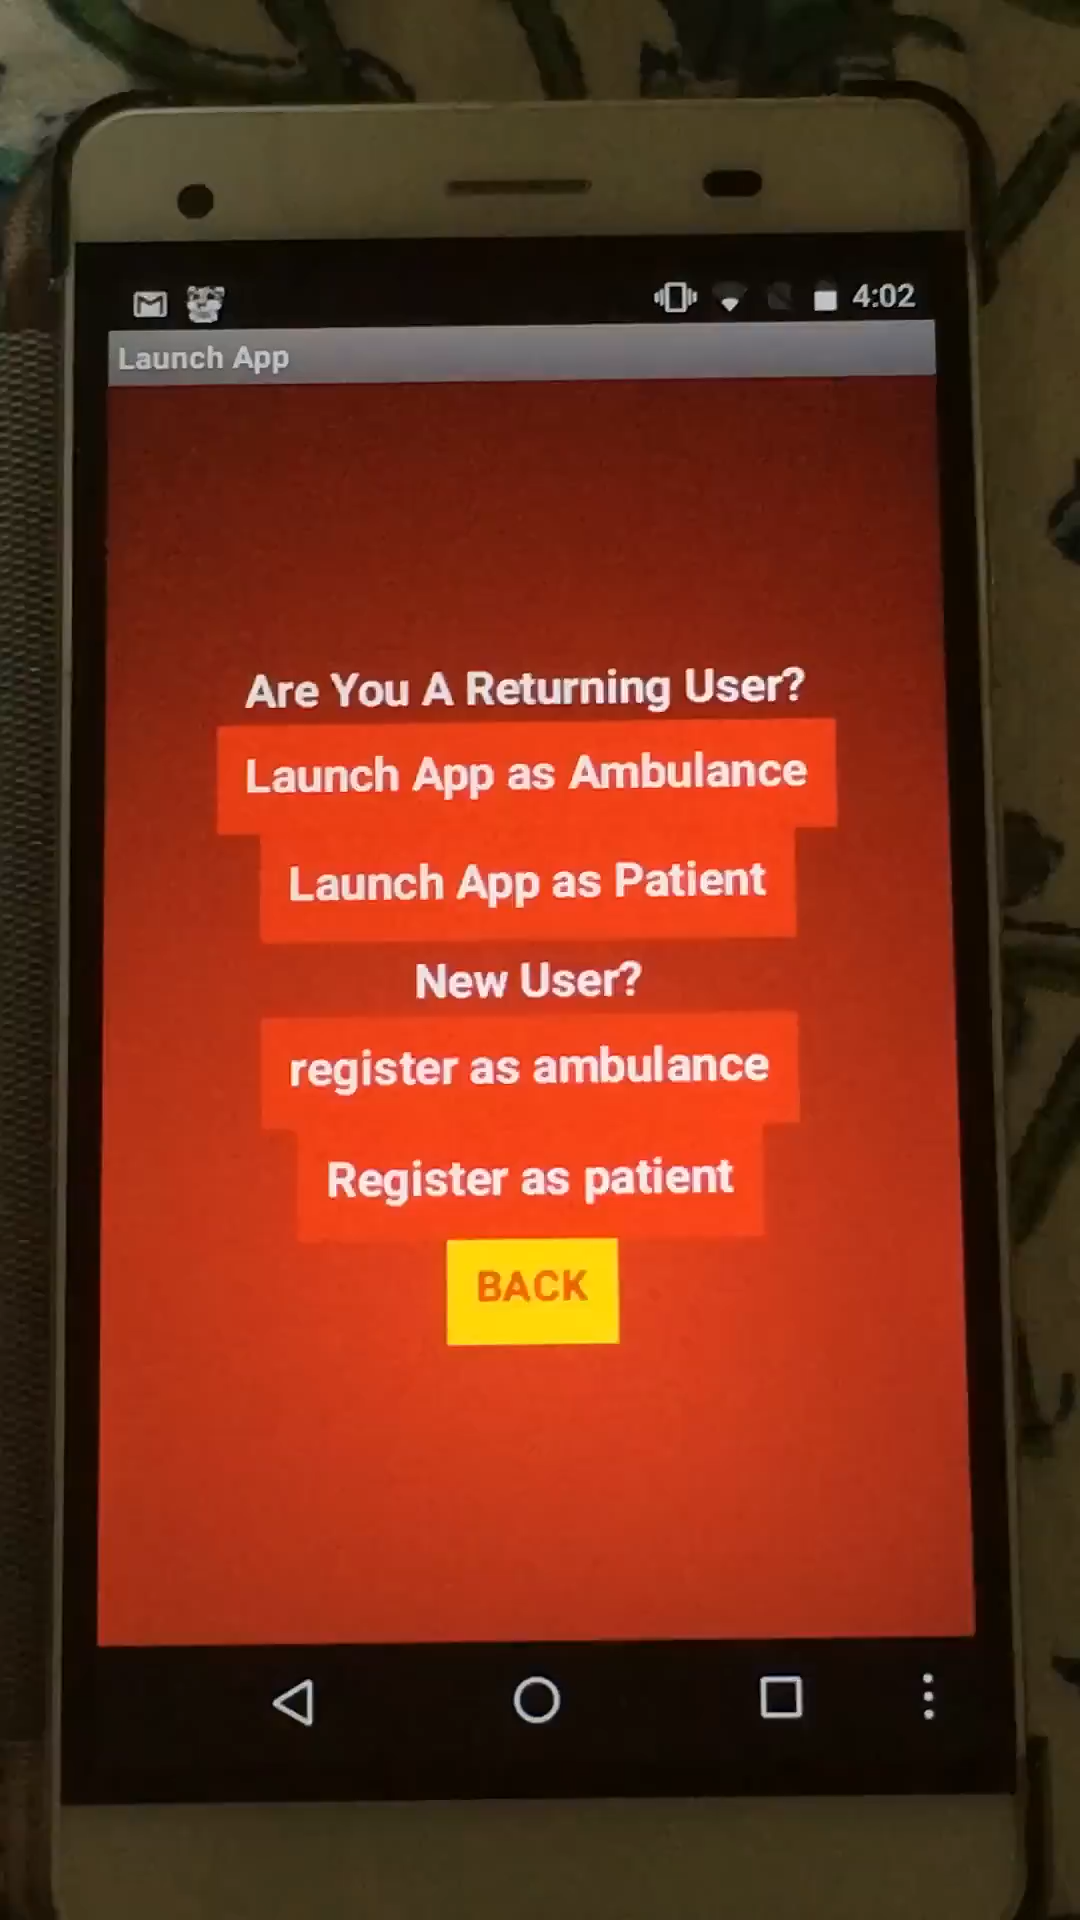 4:02
Launch App
Are You A Returning User?
Launch App as Ambulance
Launch App as Patient
New User?
register as ambulance
Register as patient
BACK